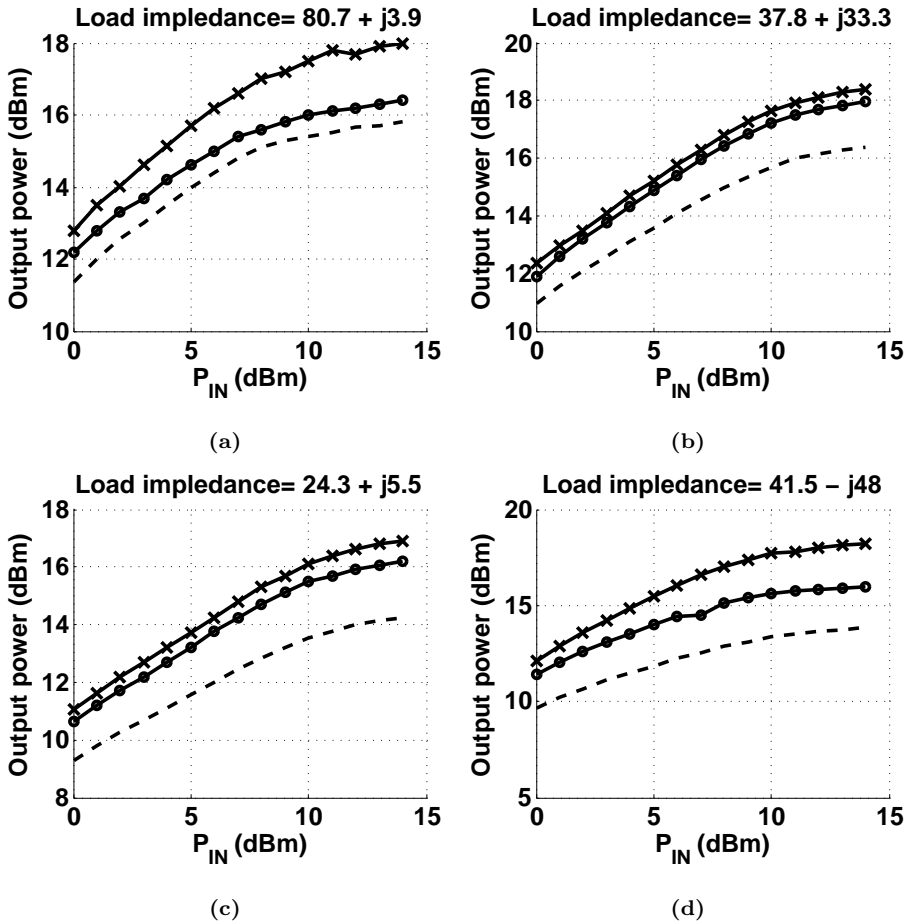 Load impledance= 80.7 + j3.9
Output power (dBm)
18
16
14
12
10
0
5
10
15
P_IN (dBm)
(a)
Load impledance= 37.8 + j33.3
Output power (dBm)
20
18
16
14
12
10
0
5
10
15
P_IN (dBm)
(b)
Load impledance= 24.3 + j5.5
Output power (dBm)
18
16
14
12
10
8
0
5
10
15
P_IN (dBm)
(c)
Load impledance= 41.5 − j48
Output power (dBm)
20
15
10
5
0
5
10
15
P_IN (dBm)
(d)